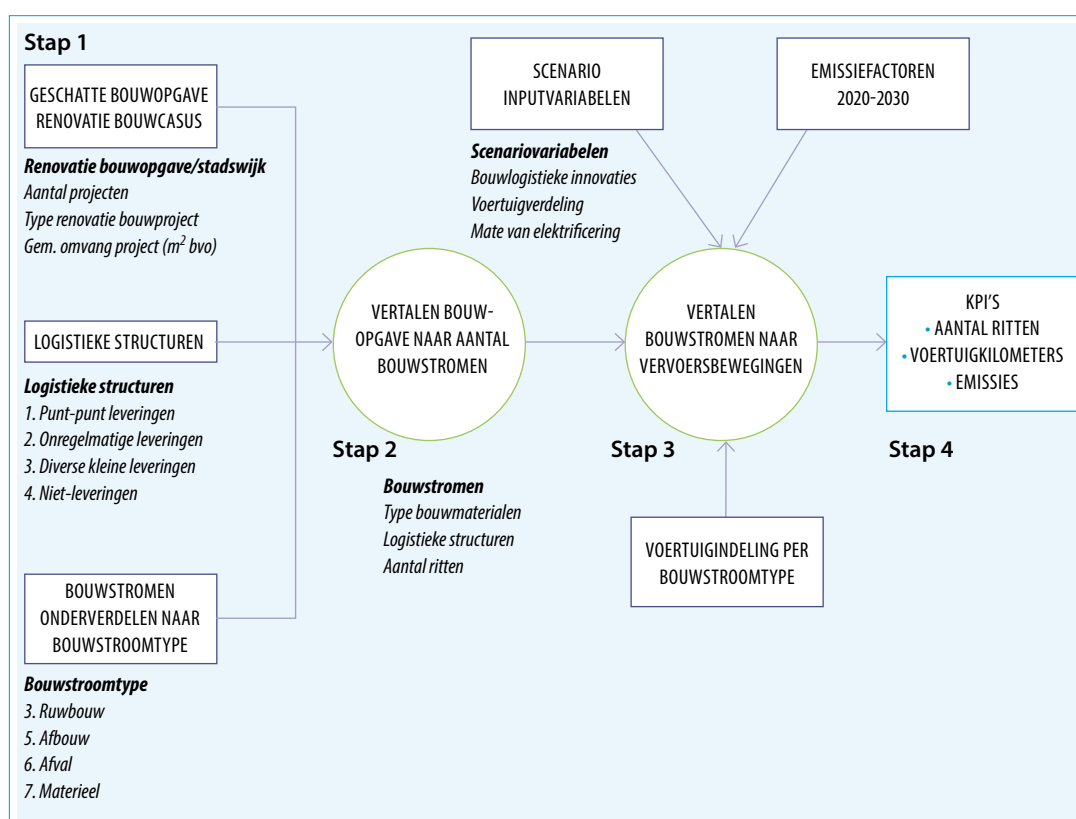 Stap 1
GESCHATTE BOUWOPGAVE
RENOVATIE BOUWCASUS
Renovatie bouwopgave/stadswijk
Aantal projecten
Type renovatie bouwproject
Gem. omvang project (m² bvo)
LOGISTIEKE STRUCTUREN
Logistieke structuren
1. Punt-punt leveringen
2. Onregelmatige leveringen
3. Diverse kleine leveringen
4. Niet-leveringen
BOUWSTROMEN
ONDERVERDELEN NAAR
BOUWSTROOMTYPE
Bouwstroomtype
3. Ruwbouw
5. Afbouw
6. Afval
7. Materieel
VERTALEN BOUW-
OPGAVE NAAR AANTAL
BOUWSTROMEN
Stap 2
Bouwstromen
Type bouwmaterialen
Logistieke structuren
Aantal ritten
SCENARIO
INPUTVARIABELEN
Scenariovariabelen
Bouwlogistieke innovaties
Voertuigverdeling
Mate van elektrificering
EMISSIEFACTOREN
2020-2030
VERTALEN
BOUWSTROMEN NAAR
VERVOERSBEWEGINGEN
Stap 3
VOERTUIGINDELING PER
BOUWSTROOMTYPE
KPI'S
• AANTAL RITTEN
• VOERTUIGKILOMETERS
• EMISSIES
Stap 4